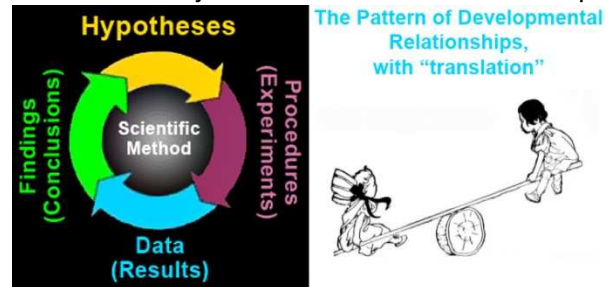 Hypotheses
Procedures
(Experiments)
Scientific
Method
Findings
(Conclusions)
Data
(Results)
The Pattern of Developmental
Relationships,
with “translation”